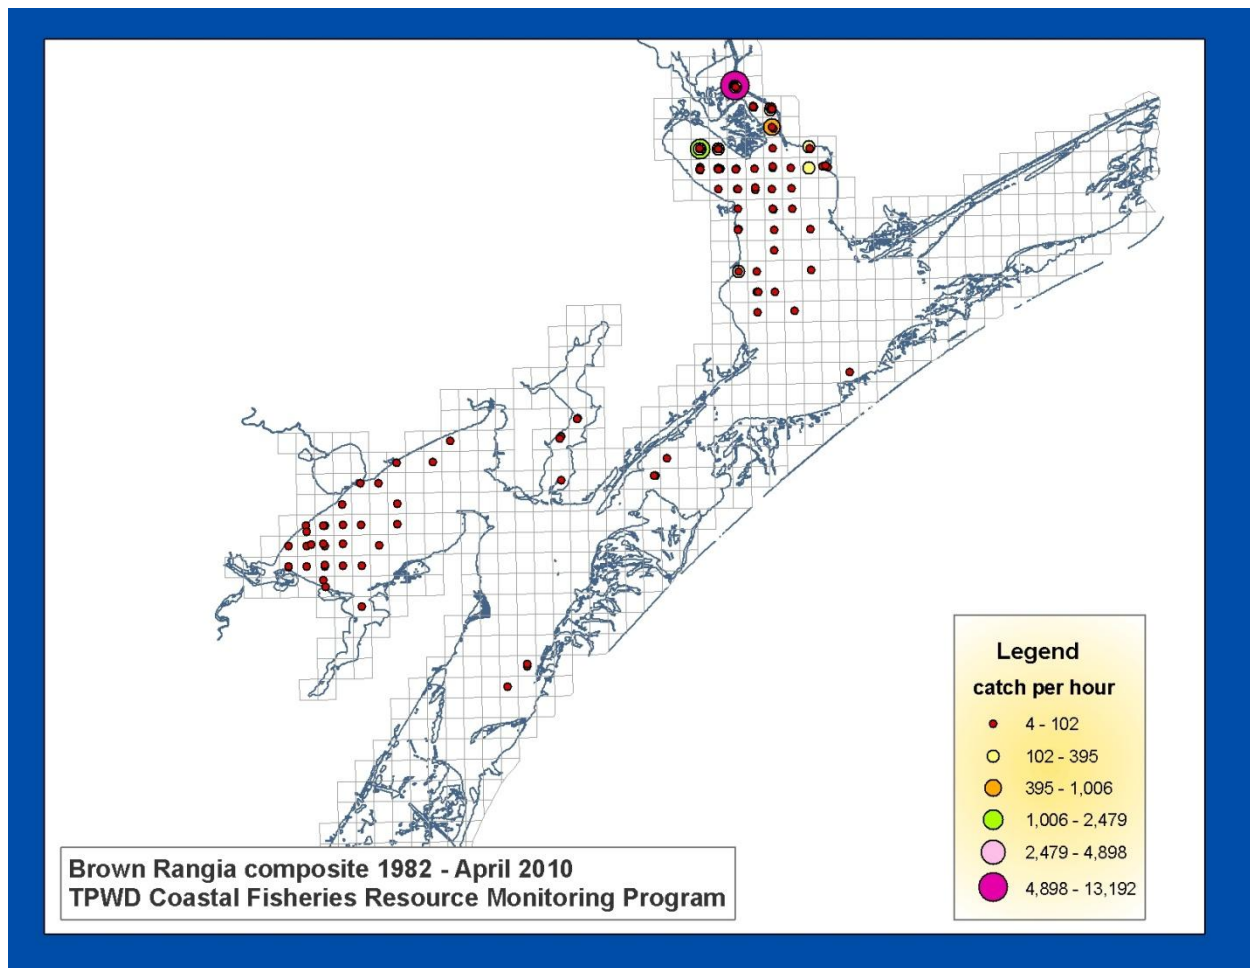 Legend
catch per hour
4 - 102
102 - 395
395 - 1,006
1,006 - 2,479
2,479 - 4,898
4,898 - 13,192
Brown Rangia composite 1982 - April 2010
TPWD Coastal Fisheries Resource Monitoring Program